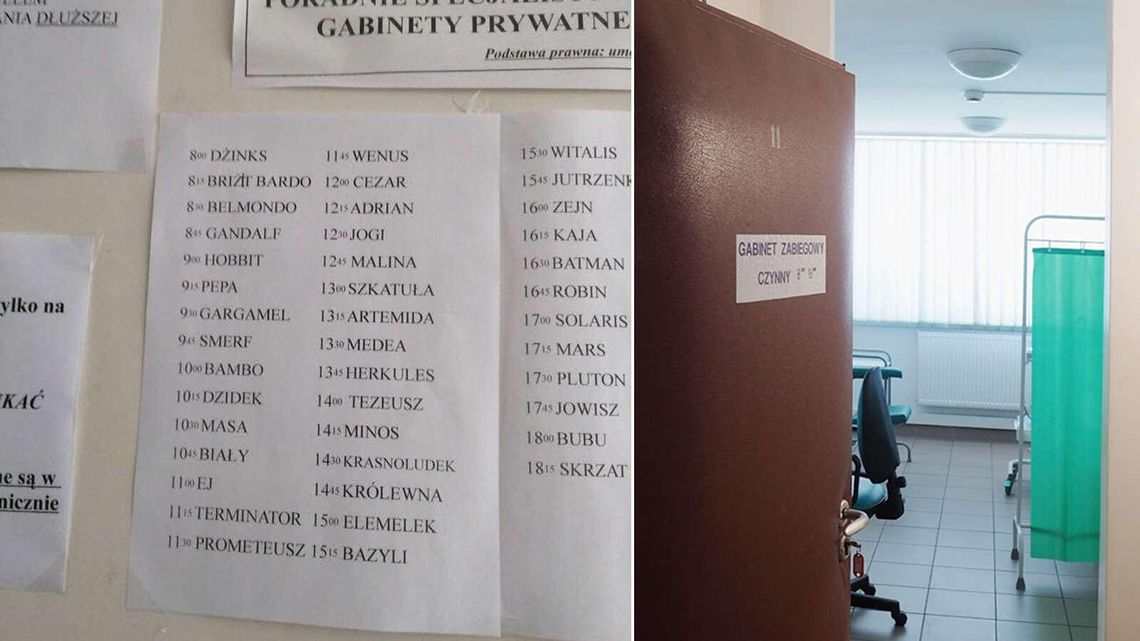 ANIA DŁUŻSZEJ
GABINETY PRYWATNE
Podstawa prawna:
tylko na
KAĆ
ne są w
nicznie
800 DŻINKS
815 BRIZIT BARDO
830 BELMONDO
845 GANDALF
900 HOBBIT
915 PEPA
930 GARGAMEL
945 SMERF
1000 BAMBO
1015 DZIDEK
1030 MASA
1045 BIAŁY
1100 EJ
1115 TERMINATOR
1130 PROMETEUSZ
1145 WENUS
1200 CEZAR
1215 ADRIAN
1230 JOGI
1245 MALINA
1300 SZKATUŁA
1315 ARTEMIDA
1330 MEDEA
1345 HERKULES
1400 TEZEUSZ
1415 MINOS
1430 KRASNOLUDEK
1445 KRÓLEWNA
1500 ELEMELEK
1515 BAZYLI
1530 WITALIS
1545 JUTRZENK
1600 ZEJN
1615 KAJA
1630 BATMAN
1645 ROBIN
1700 SOLARIS
1715 MARS
1730 PLUTON
1745 JOWISZ
1800 BUBU
1815 SKRZAT
11
GABINET ZABIEGOWY
CZYNNY